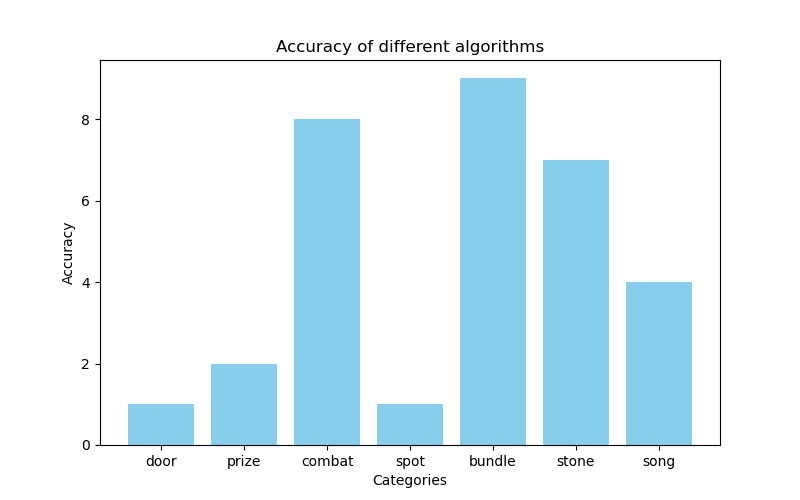 Accuracy of different algorithms
Accuracy
8
6
4
2
0
door prize combat spot bundle stone song
Categories